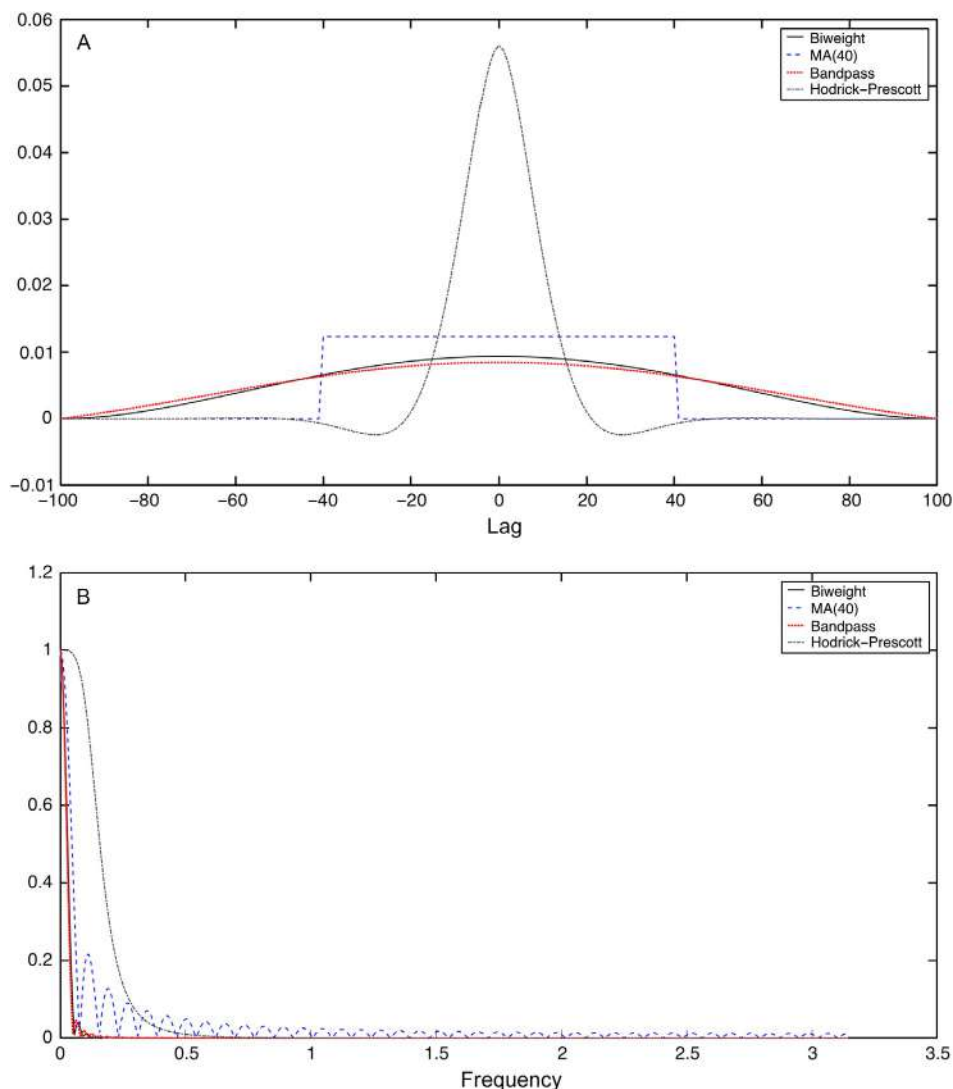 0.06
A
Biweight
MA(40)
Bandpass
Hodrick−Prescott
0.05
0.04
0.03
0.02
0.01
0
−0.01
−100 −80 −60 −40 −20 0 20 40 60 80 100
Lag
1.2
B
Biweight
MA(40)
Bandpass
Hodrick−Prescott
1
0.8
0.6
0.4
0.2
0
0 0.5 1 1.5 2 2.5 3 3.5
Frequency